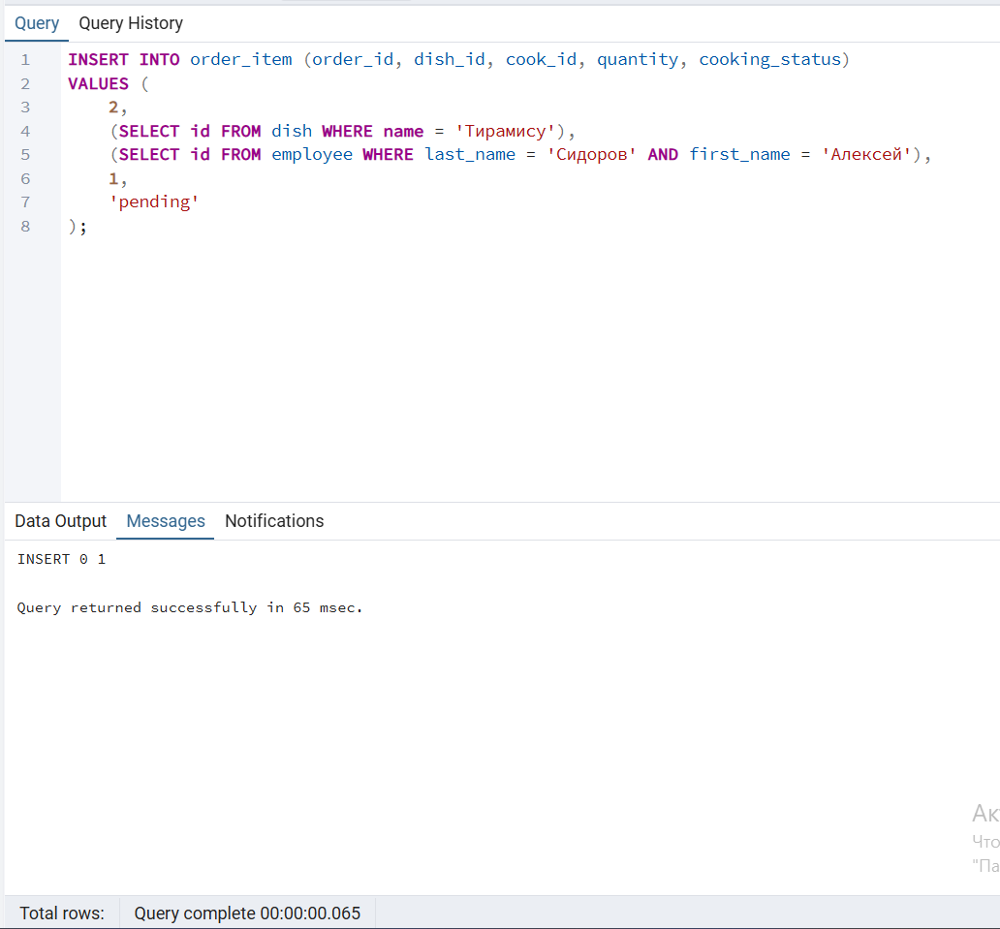 Query Query History
1 INSERT INTO order_item (order_id, dish_id, cook_id, quantity, cooking_status)
2 VALUES (
3 2,
4 (SELECT id FROM dish WHERE name = 'Тирамису'),
5 (SELECT id FROM employee WHERE last_name = 'Сидоров' AND first_name = 'Алексей'),
6 1,
7 'pending'
8 );
Data Output Messages Notifications
INSERT 0 1
Query returned successfully in 65 msec.
Ак
Что
"Па
Total rows: Query complete 00:00:00.065